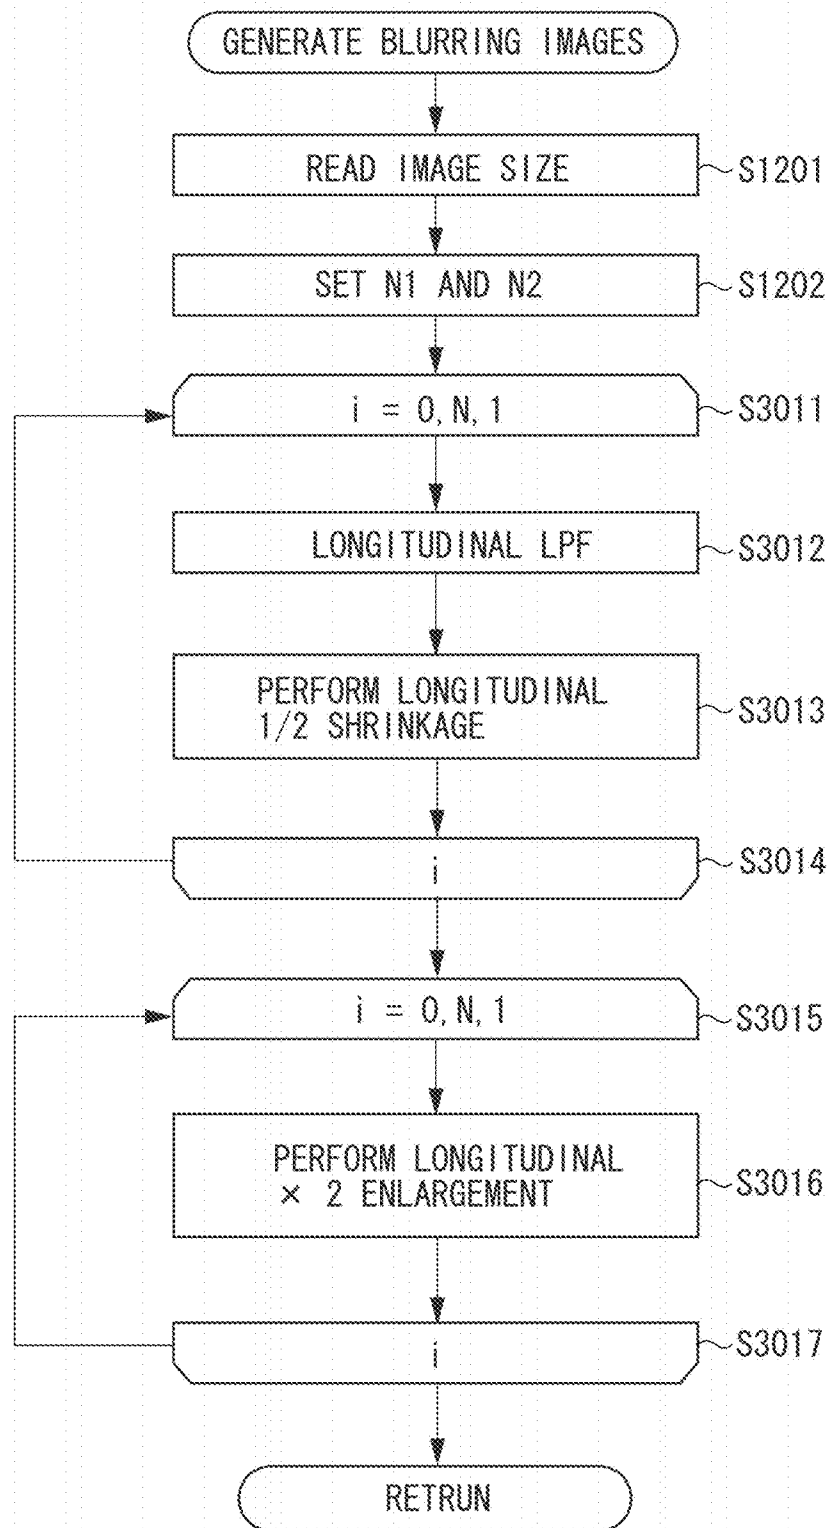 GENERATE BLURRING IMAGES
READ IMAGE SIZE
S1201
SET N1 AND N2
S1202
i = 0, N, 1
S3011
LONGITUDINAL LPF
S3012
PERFORM LONGITUDINAL
1/2 SHRINKAGE
S3013
i
S3014
i = 0, N, 1
S3015
PERFORM LONGITUDINAL
× 2 ENLARGEMENT
S3016
i
S3017
RETRUN